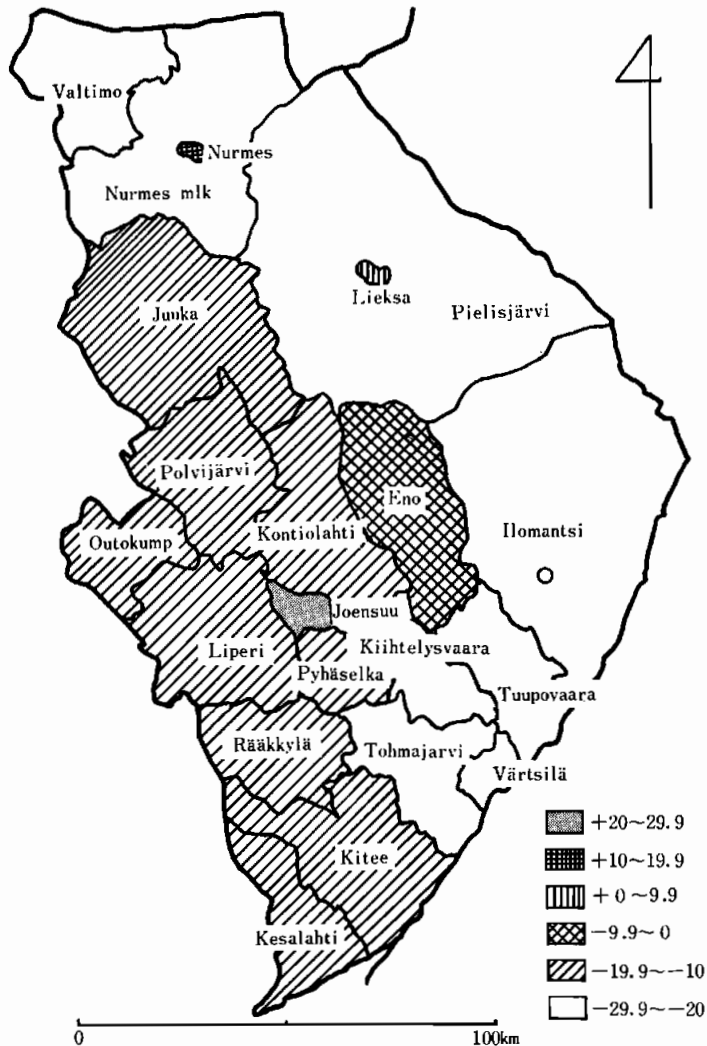 Valtimo
Nurmes
Nurmes mlk
Lieksa
Juuka
Pielisjärvi
Polvijärvi
Eno
Outokump
Kontiolahti
Ilomantsi
Joensuu
Liperi
Kiihtelysvaara
Pyhäselka
Tuupovaara
Rääkkylä
Tohmajarvi
Värtsilä
Kitee
Kesalahti
+20~29.9
+10~19.9
+0~9.9
-9.9~0
-19.9~-10
-29.9~-20
0 100km